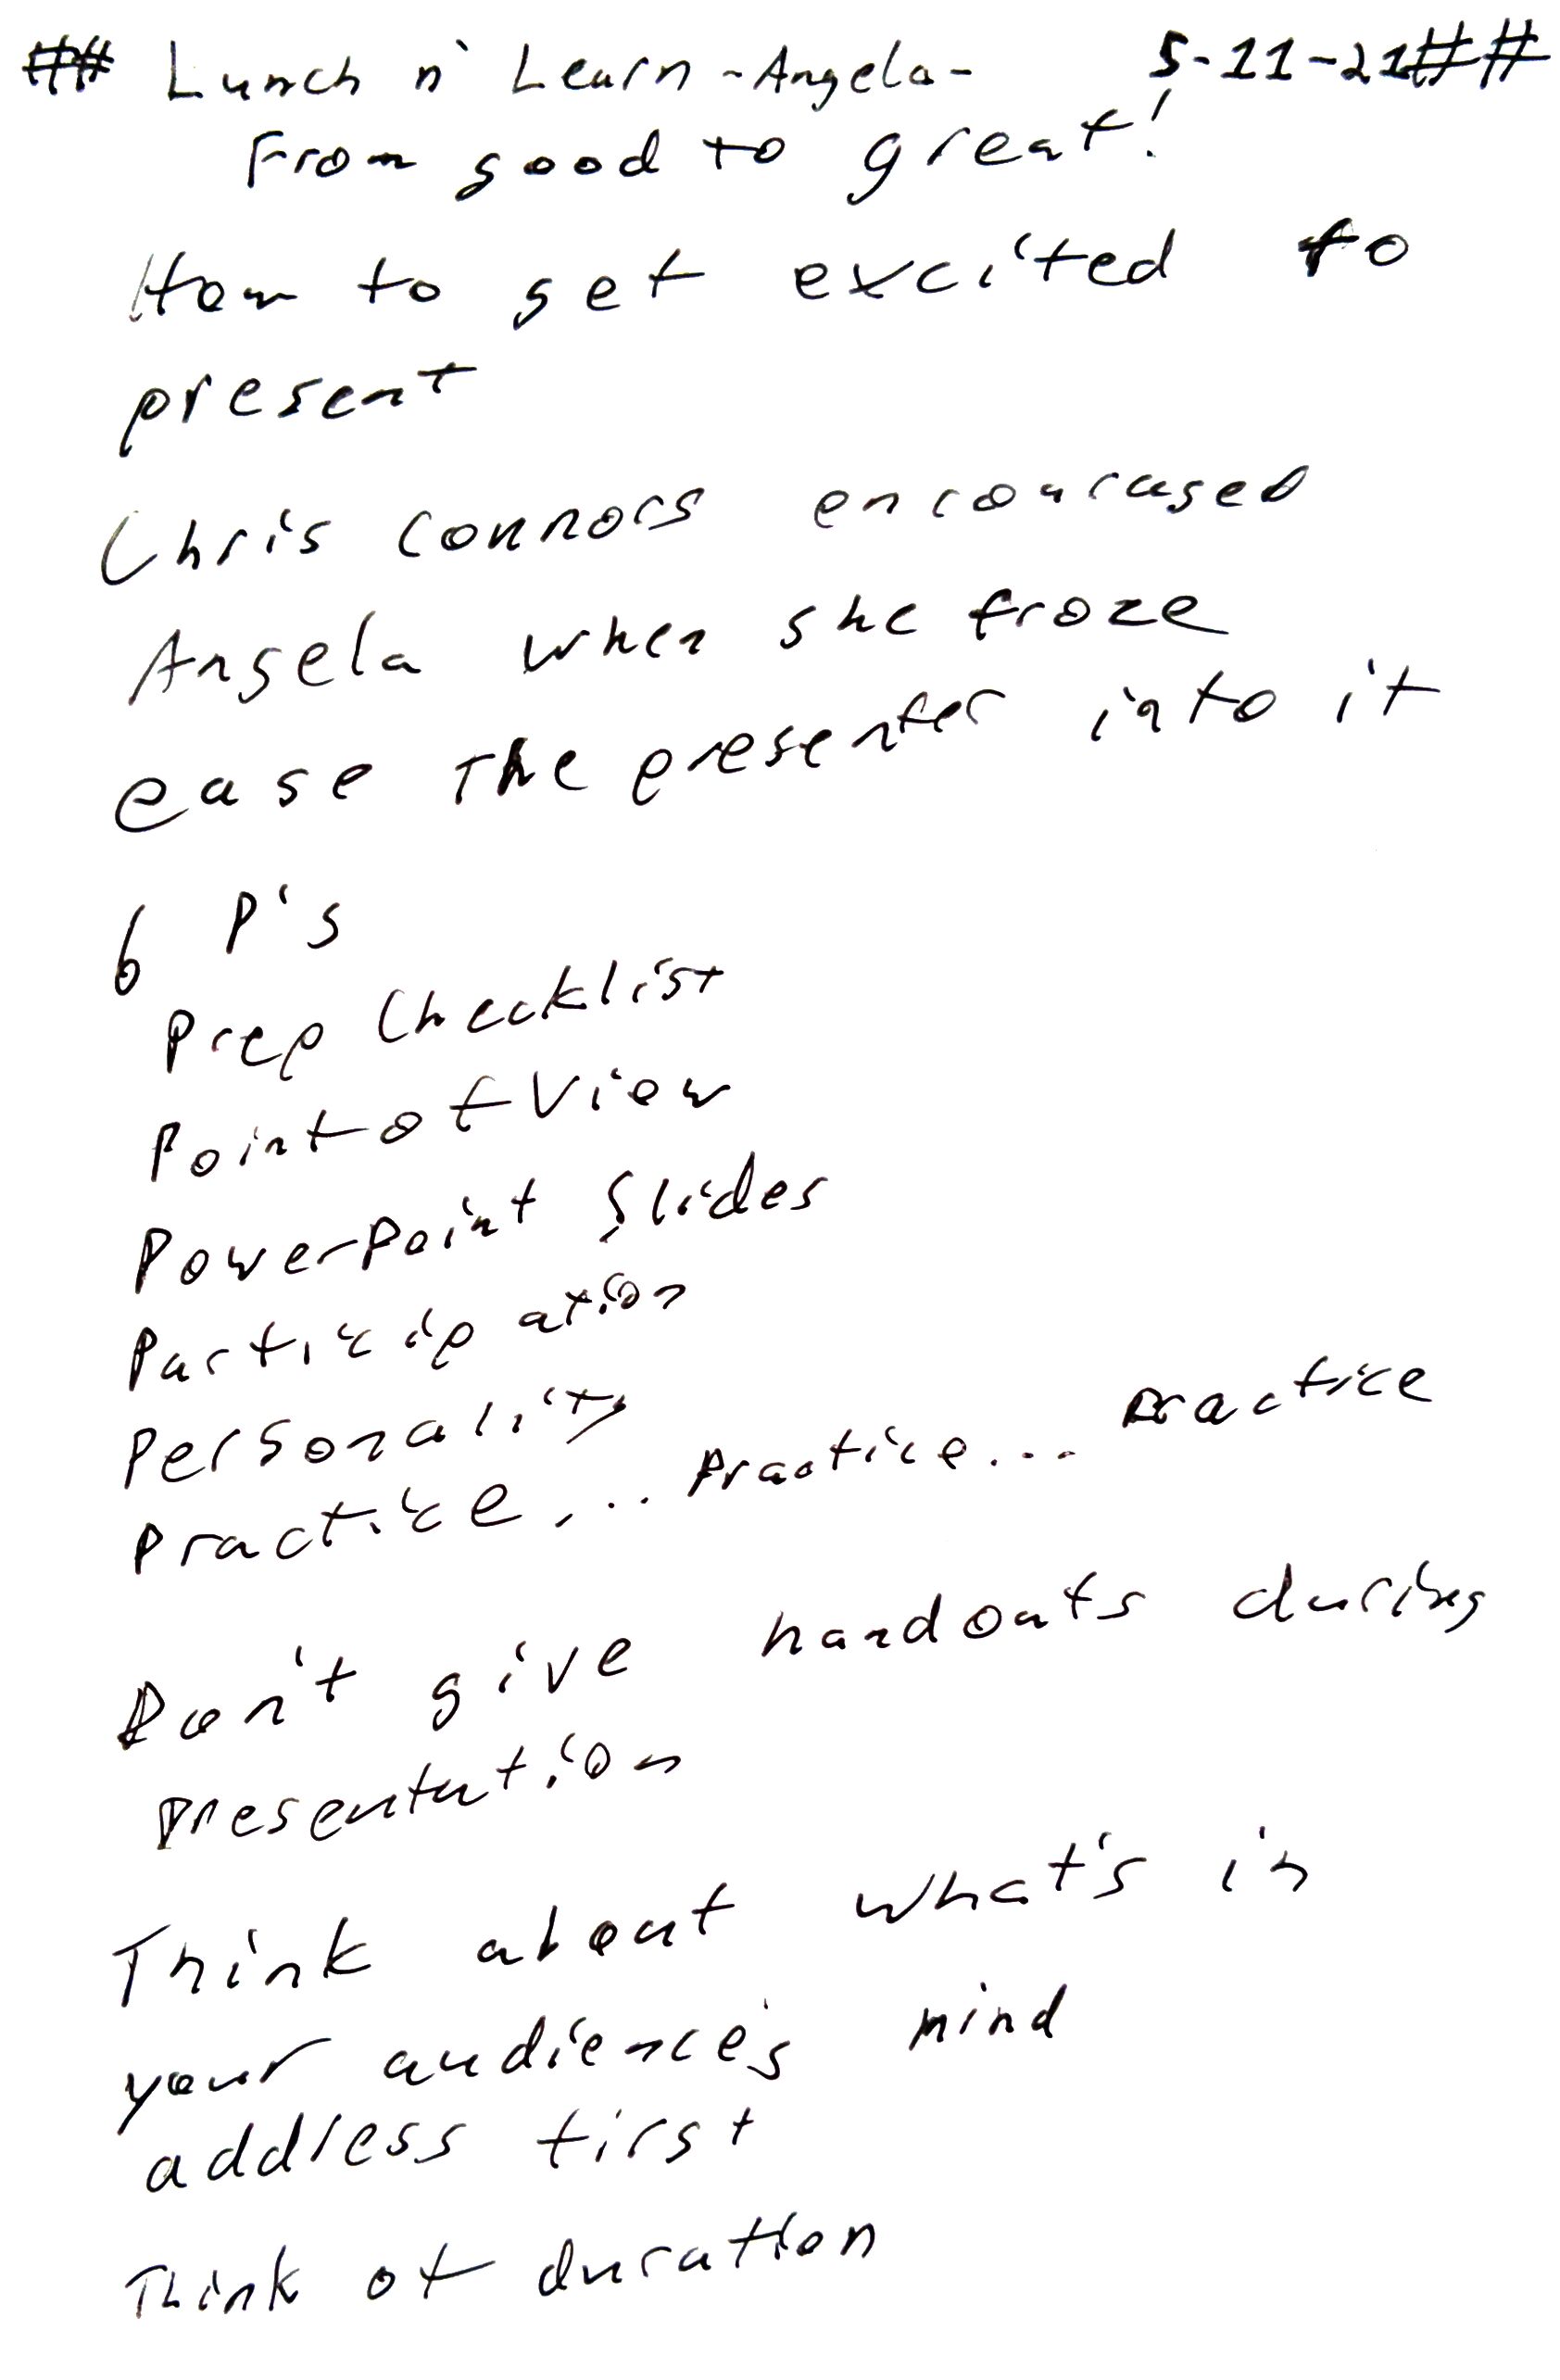 ## Lunch n' Learn -Angela- 5-11-21##
From good to great!
How to get excited to
present
Chris Connors encouraged
Angela when she froze
ease The presenter into it
6 P's
Prep Checklist
Point of View
PowerPoint Slides
Participation
Personality
Practice... Practice... Practice
Don't give handouts during
Presentation
Think about what's in
your audience's mind
address first
Think of duration